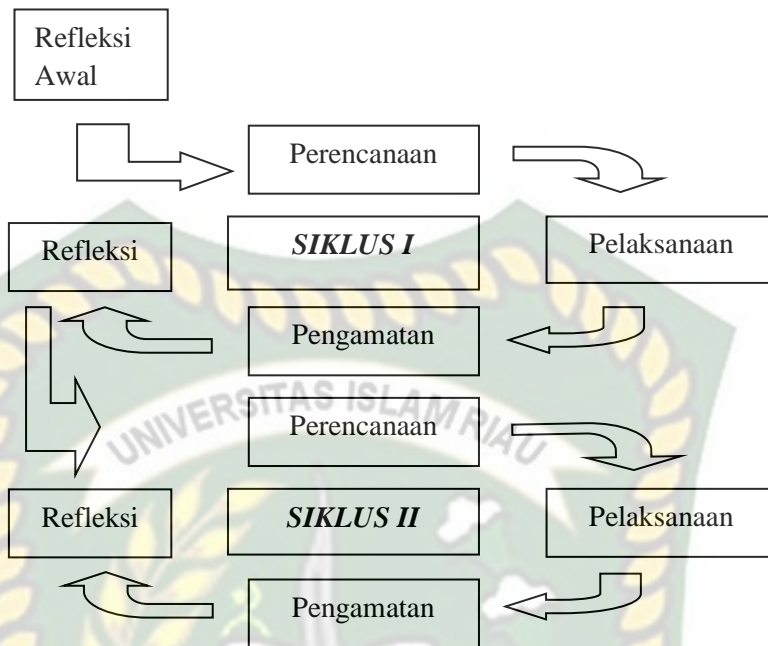 Refleksi
Awal
Perencanaan
Refleksi
SIKLUS I
Pelaksanaan
Pengamatan
UNIVERSITAS ISLAM RIAU
Perencanaan
Refleksi
SIKLUS II
Pelaksanaan
Pengamatan